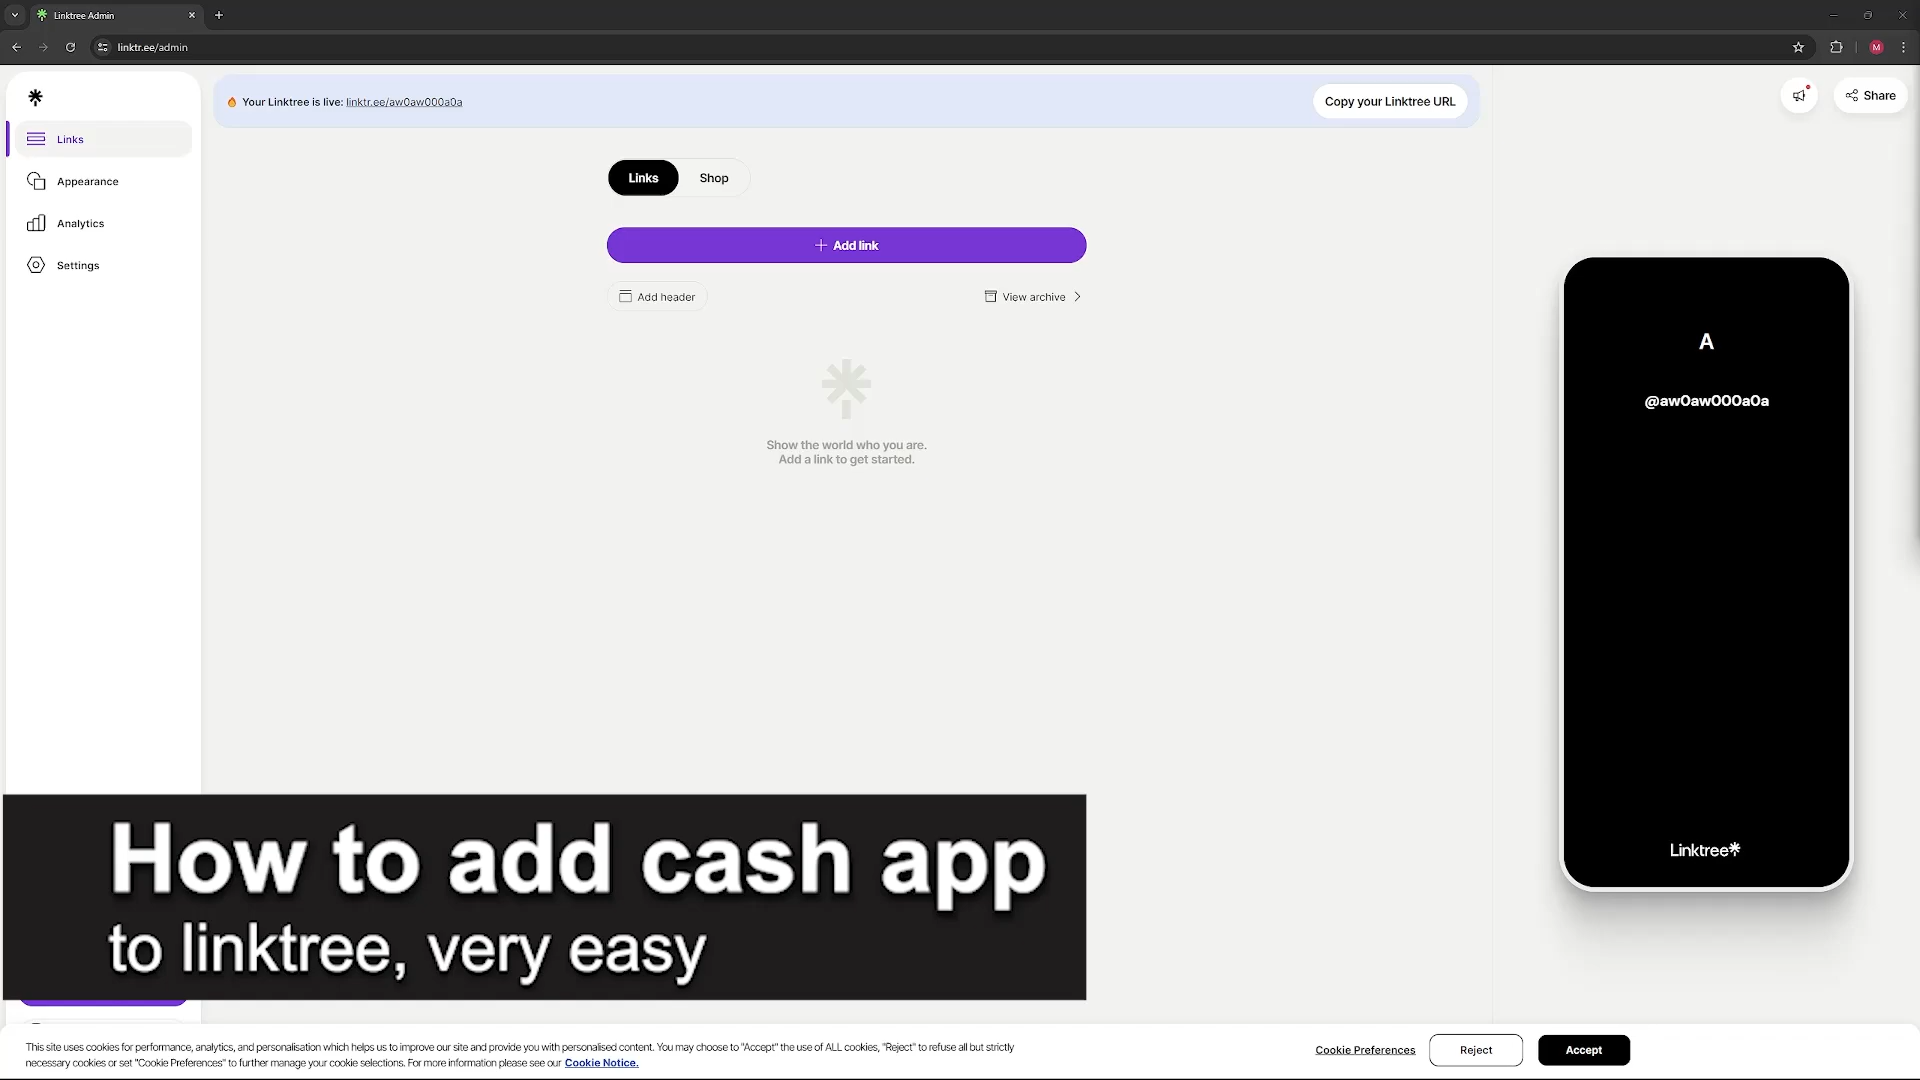 Linktree Admin
linktr.ee/admin
M
Links
Appearance
Analytics
Settings
Your Linktree is live: linktr.ee/aw0aw000a0a
Copy your Linktree URL
Share
Links
Shop
Add link
Add header
View archive
Show the world who you are.
Add a link to get started.
A
@aw0aw000a0a
Linktree
How to add cash app
to linktree, very easy
This site uses cookies for performance, analytics, and personalisation which helps us to improve our site and provide you with personalised content. You may choose to "Accept" the use of ALL cookies, "Reject" to refuse all but strictly
necessary cookies or set "Cookie Preferences" to further manage your cookie selections. For more information please see our Cookie Notice.
Cookie Preferences
Reject
Accept